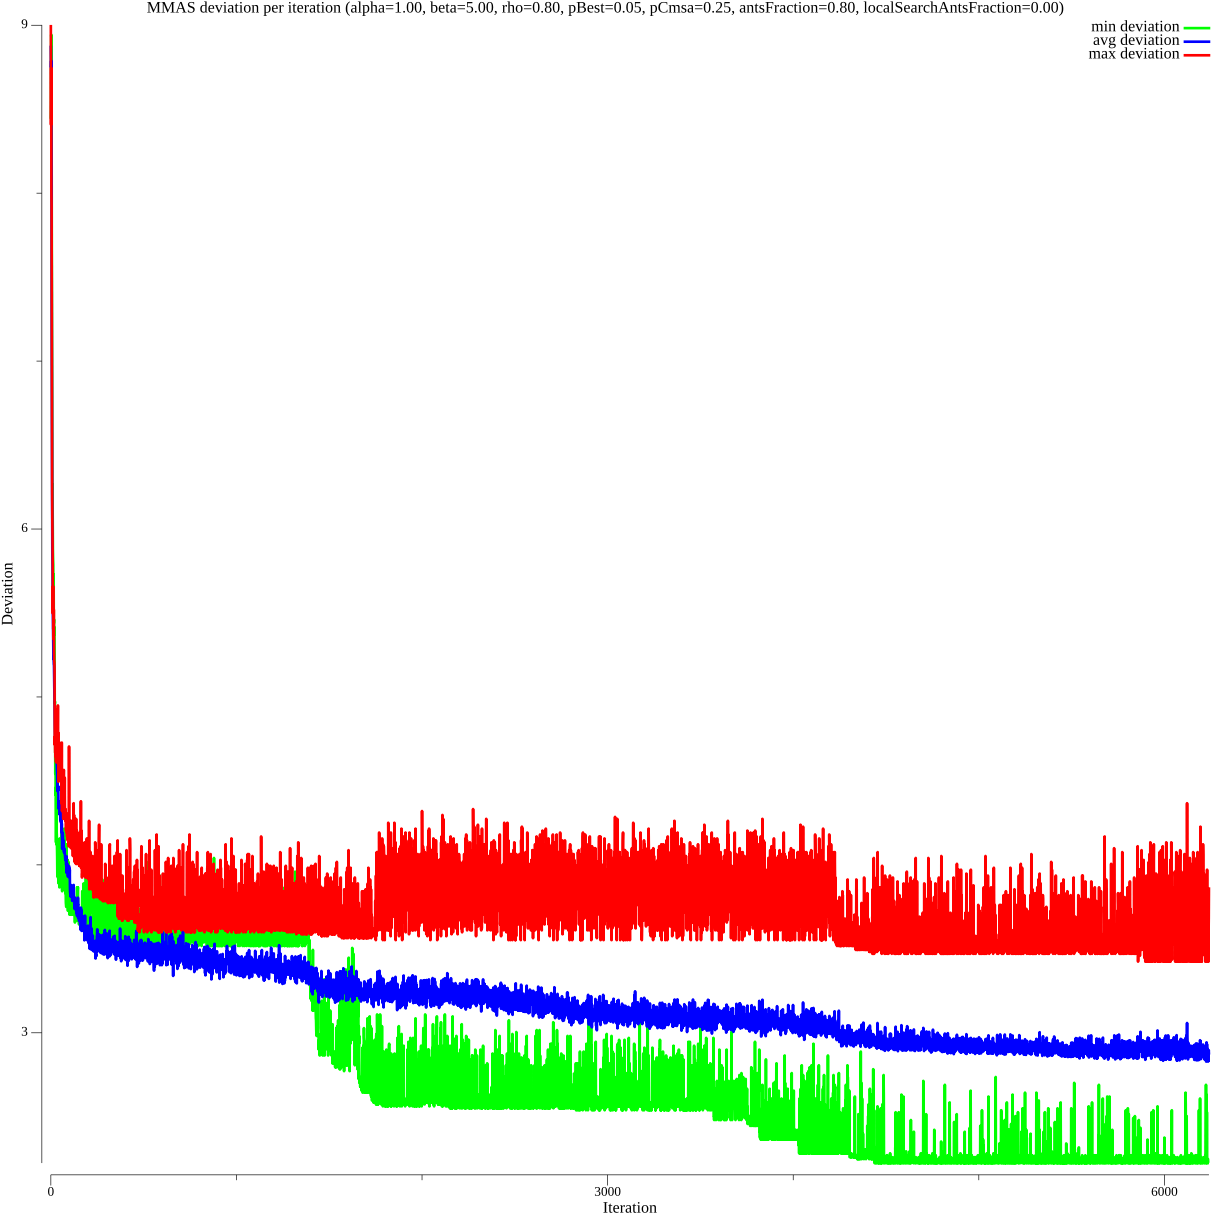 MMAS deviation per iteration (alpha=1.00, beta=5.00, rho=0.80, pBest=0.05, pCmsa=0.25, antsFraction=0.80, localSearchAntsFraction=0.00)
min deviation
avg deviation
max deviation
9
6
3
Deviation
0
3000
6000
Iteration